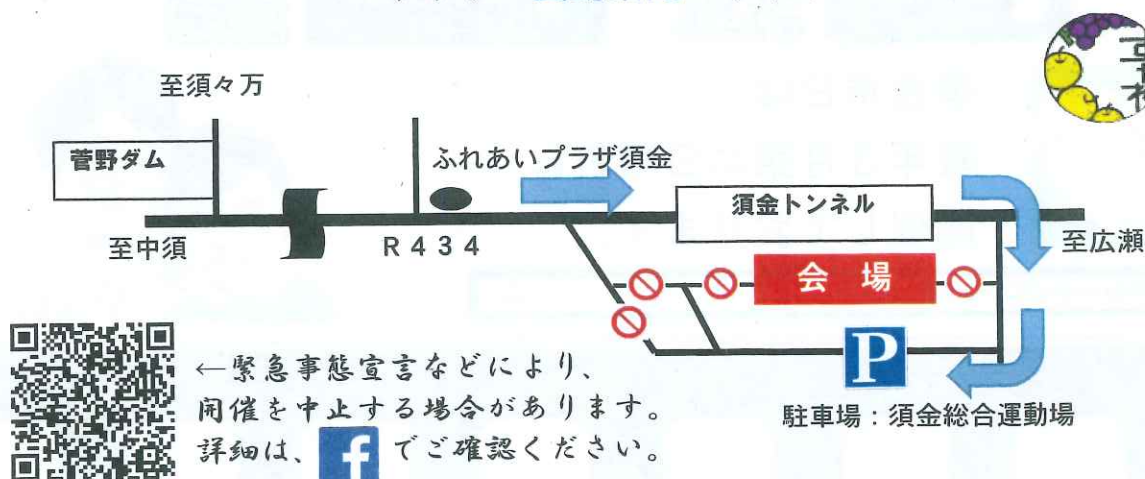 至須々万
菅野ダム
ふれあいプラザ須金
須金トンネル
至中須
R434
至広瀬
会場
P
←緊急事態宣言などにより、
開催を中止する場合があります。
詳細は、f でご確認ください。
駐車場：須金総合運動場